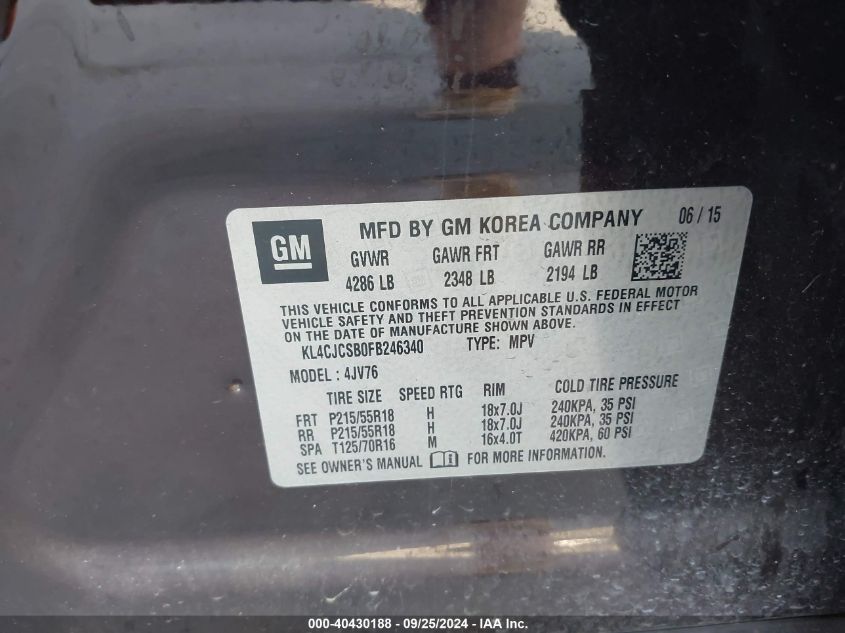 GM
MFD BY GM KOREA COMPANY 06 / 15
GVWR GAWR FRT GAWR RR
4286 LB 2348 LB 2194 LB
THIS VEHICLE CONFORMS TO ALL APPLICABLE U.S. FEDERAL MOTOR
VEHICLE SAFETY AND THEFT PREVENTION STANDARDS IN EFFECT
ON THE DATE OF MANUFACTURE SHOWN ABOVE.
KL4CJCSB0FB246340 TYPE: MPV
MODEL : 4JV76
TIRE SIZE SPEED RTG RIM COLD TIRE PRESSURE
FRT P215/55R18 H 18x7.0J 240KPA, 35 PSI
RR P215/55R18 H 18x7.0J 240KPA, 35 PSI
SPA T125/70R16 M 16x4.0T 420KPA, 60 PSI
SEE OWNER'S MANUAL FOR MORE INFORMATION.
000-40430188 - 09/25/2024 - IAA Inc.